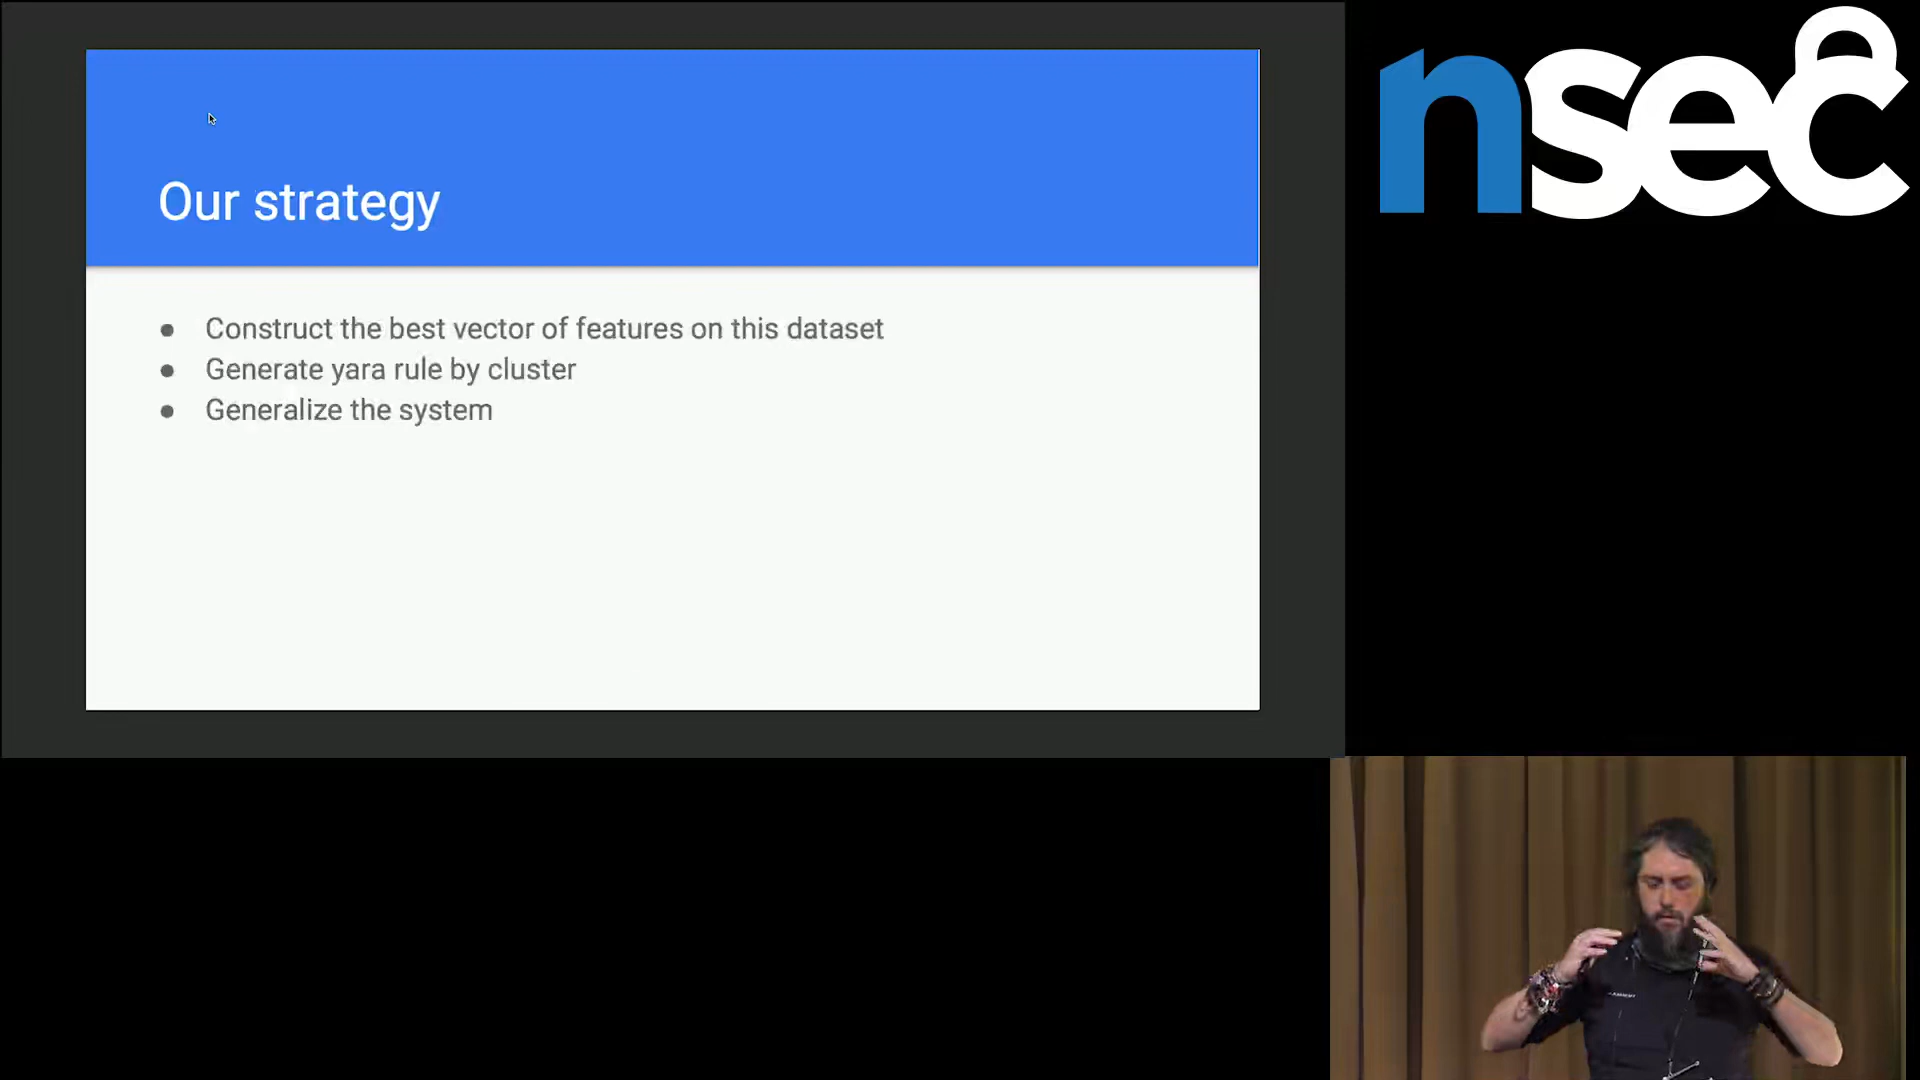 nsec
Our strategy
● Construct the best vector of features on this dataset
● Generate yara rule by cluster
● Generalize the system